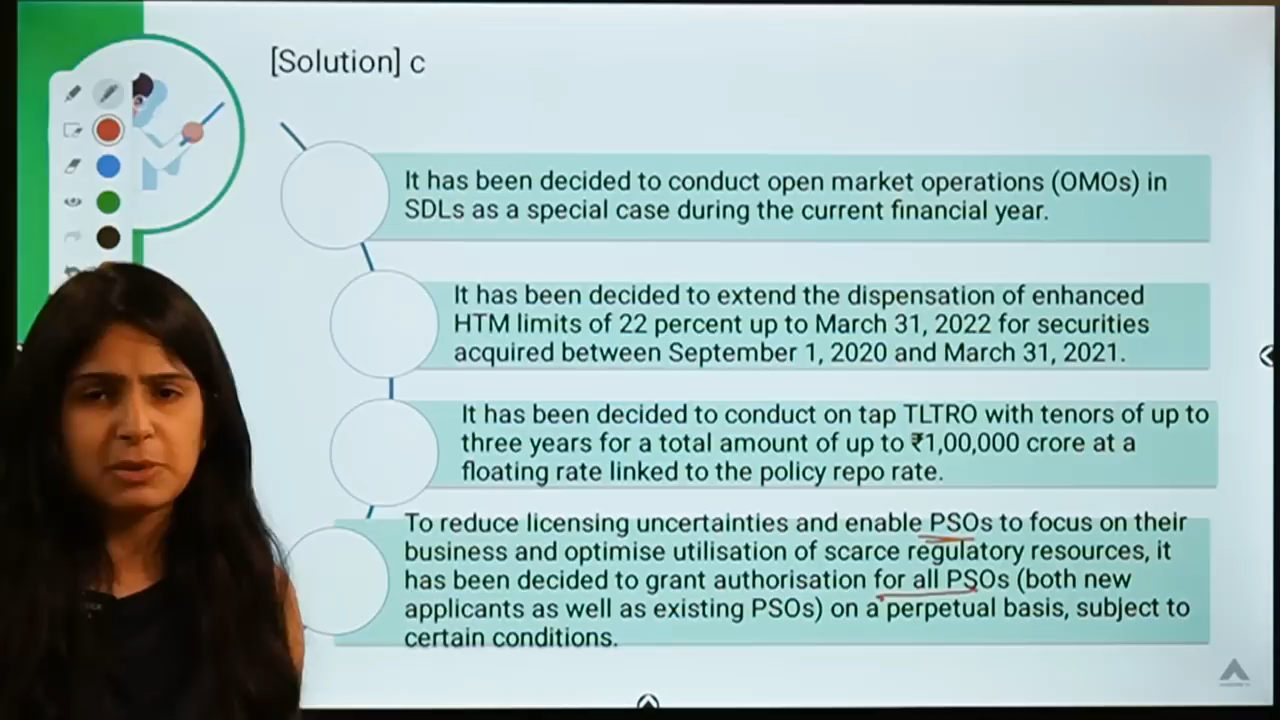 [Solution] c
It has been decided to conduct open market operations (OMOs) in
SDLs as a special case during the current financial year.
It has been decided to extend the dispensation of enhanced
HTM limits of 22 percent up to March 31, 2022 for securities
acquired between September 1, 2020 and March 31, 2021.
It has been decided to conduct on tap TLTRO with tenors of up to
three years for a total amount of up to ₹1,00,000 crore at a
floating rate linked to the policy repo rate.
To reduce licensing uncertainties and enable PSOs to focus on their
business and optimise utilisation of scarce regulatory resources, it
has been decided to grant authorisation for all PSOs (both new
applicants as well as existing PSOs) on a perpetual basis, subject to
certain conditions.